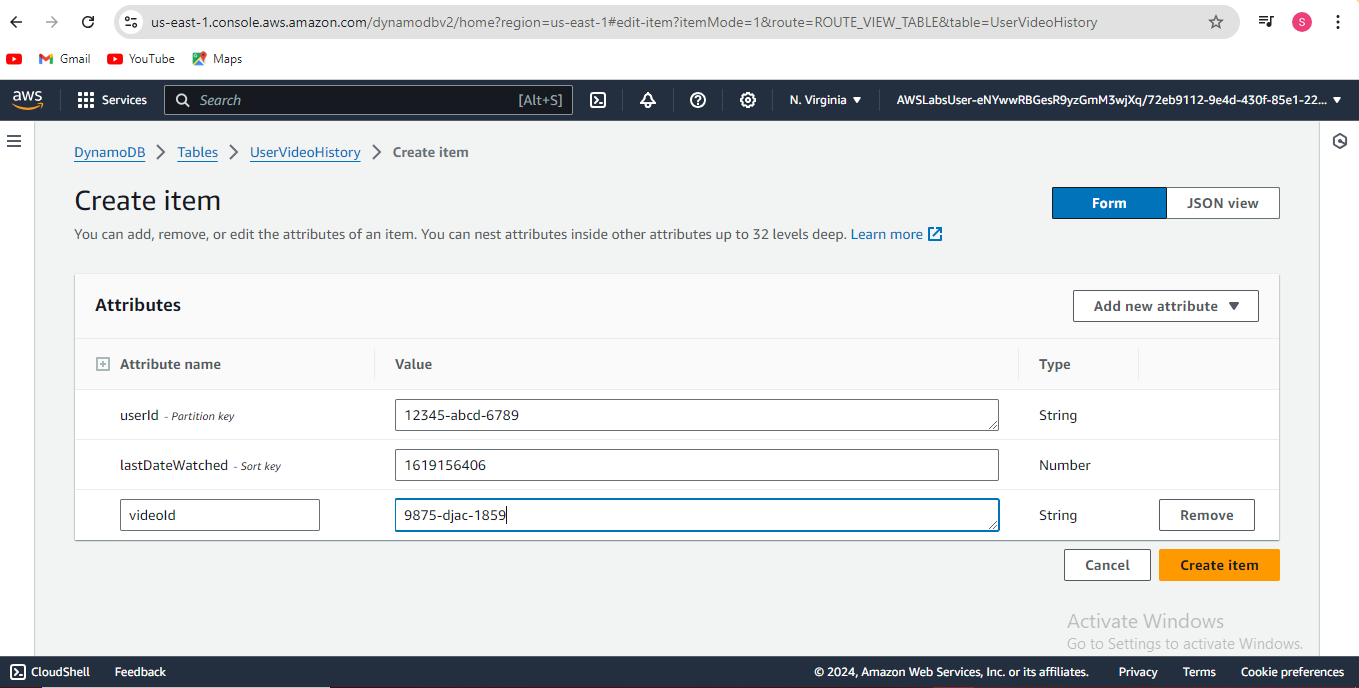 us-east-1.console.aws.amazon.com/dynamodbv2/home?region=us-east-1#edit-item?itemMode=1&route=ROUTE_VIEW_TABLE&table=UserVideoHistory
S
Gmail YouTube Maps
aws Services Search [Alt+S] N. Virginia AWSLabsUser-eNYwwRBGesR9yzGmM3wjXq/72eb9112-9e4d-430f-85e1-22...
DynamoDB Tables UserVideoHistory Create item
Create item
Form JSON view
You can add, remove, or edit the attributes of an item. You can nest attributes inside other attributes up to 32 levels deep. Learn more
Attributes
Add new attribute
Attribute name Value Type
userId - Partition key 12345-abcd-6789 String
lastDateWatched - Sort key 1619156406 Number
videoId 9875-djac-1859 String Remove
Cancel Create item
Activate Windows
Go to Settings to activate Windows.
CloudShell Feedback © 2024, Amazon Web Services, Inc. or its affiliates. Privacy Terms Cookie preferences